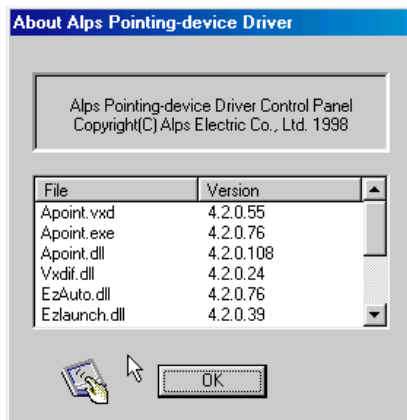 About Alps Pointing-device Driver
Alps Pointing-device Driver Control Panel
Copyright(C) Alps Electric Co., Ltd. 1998
File Version
Apoint.vxd 4.2.0.55
Apoint.exe 4.2.0.76
Apoint.dll 4.2.0.108
Vxdif.dll 4.2.0.24
EzAuto.dll 4.2.0.76
Ezlaunch.dll 4.2.0.39
OK